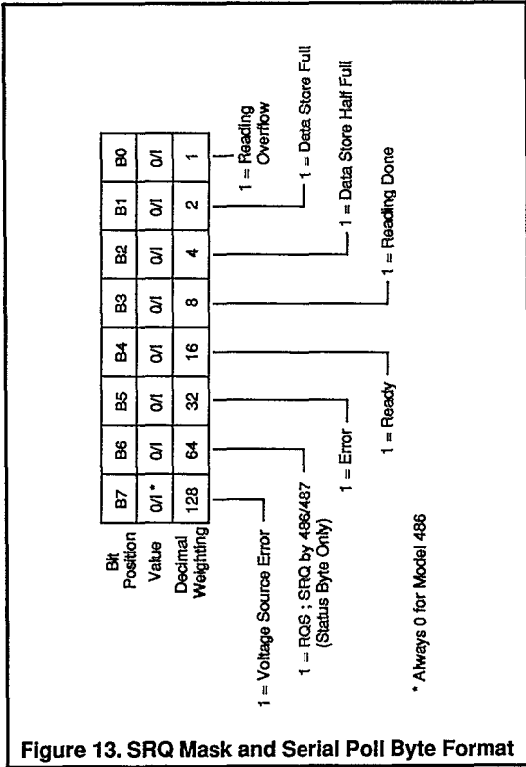 Bit Position B7 B6 B5 B4 B3 B2 B1 B0
Value 0/1 * 0/1 0/1 0/1 0/1 0/1 0/1 0/1
Decimal Weighting 128 64 32 16 8 4 2 1
1 = Voltage Source Error
1 = RQS ; SRQ by 486/487
(Status Byte Only)
1 = Error
1 = Ready
1 = Reading Done
1 = Data Store Half Full
1 = Data Store Full
1 = Reading
Overflow
* Always 0 for Model 486
Figure 13. SRQ Mask and Serial Poll Byte Format